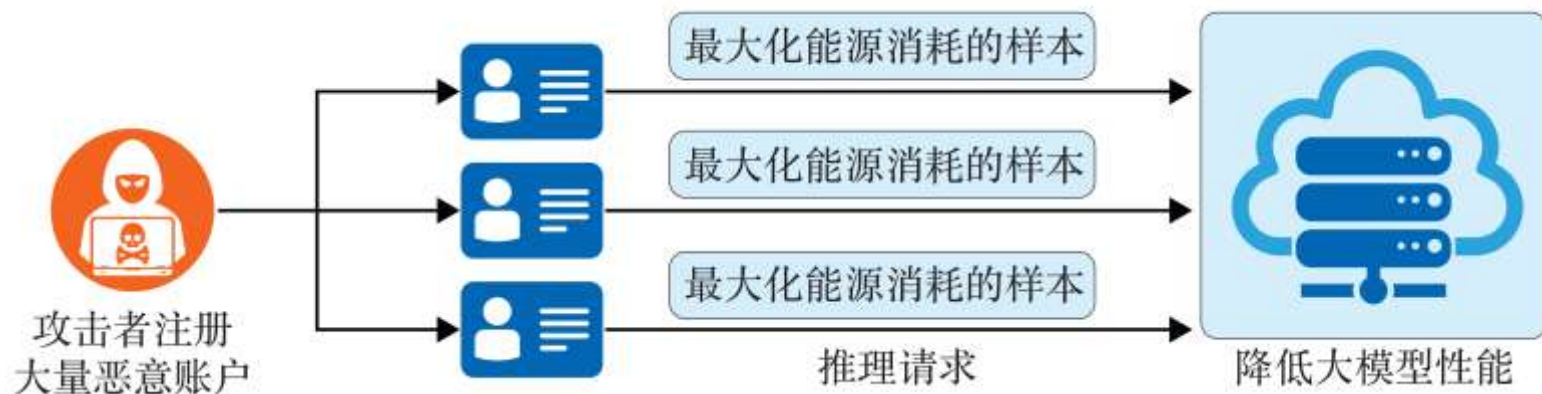 最大化能源消耗的样本
最大化能源消耗的样本
最大化能源消耗的样本
攻击者注册
大量恶意账户
推理请求
降低大模型性能